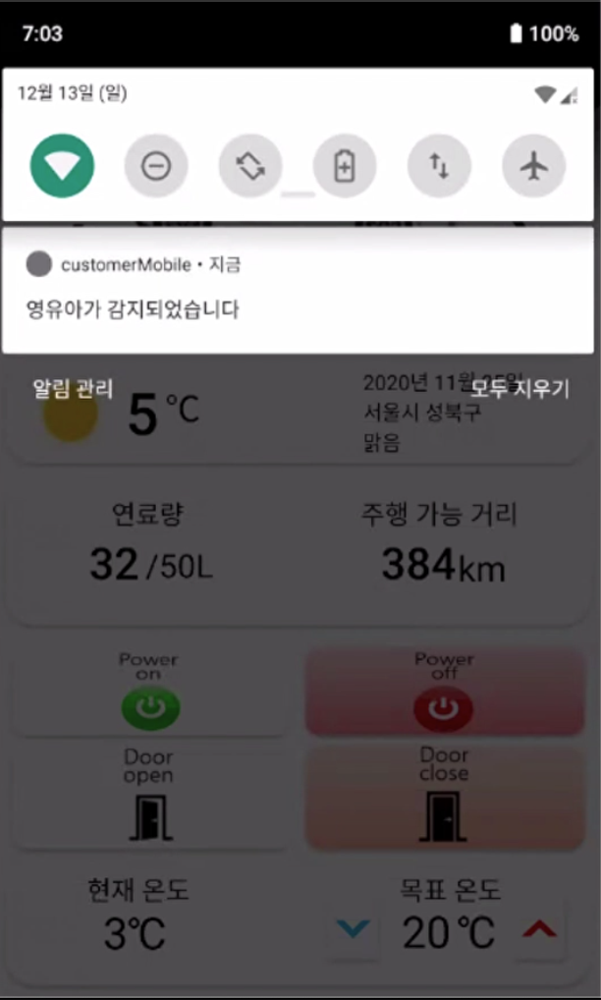 7:03 100%
12월 13일 (일)
customerMobile • 지금
영유아가 감지되었습니다
알림 관리 모두 지우기
5 °C
2020년 11월
서울시 성북구
맑음
연료량 주행 가능 거리
32 /50L 384km
Power on Power off
Door open Door close
현재 온도 목표 온도
3°C 20°C